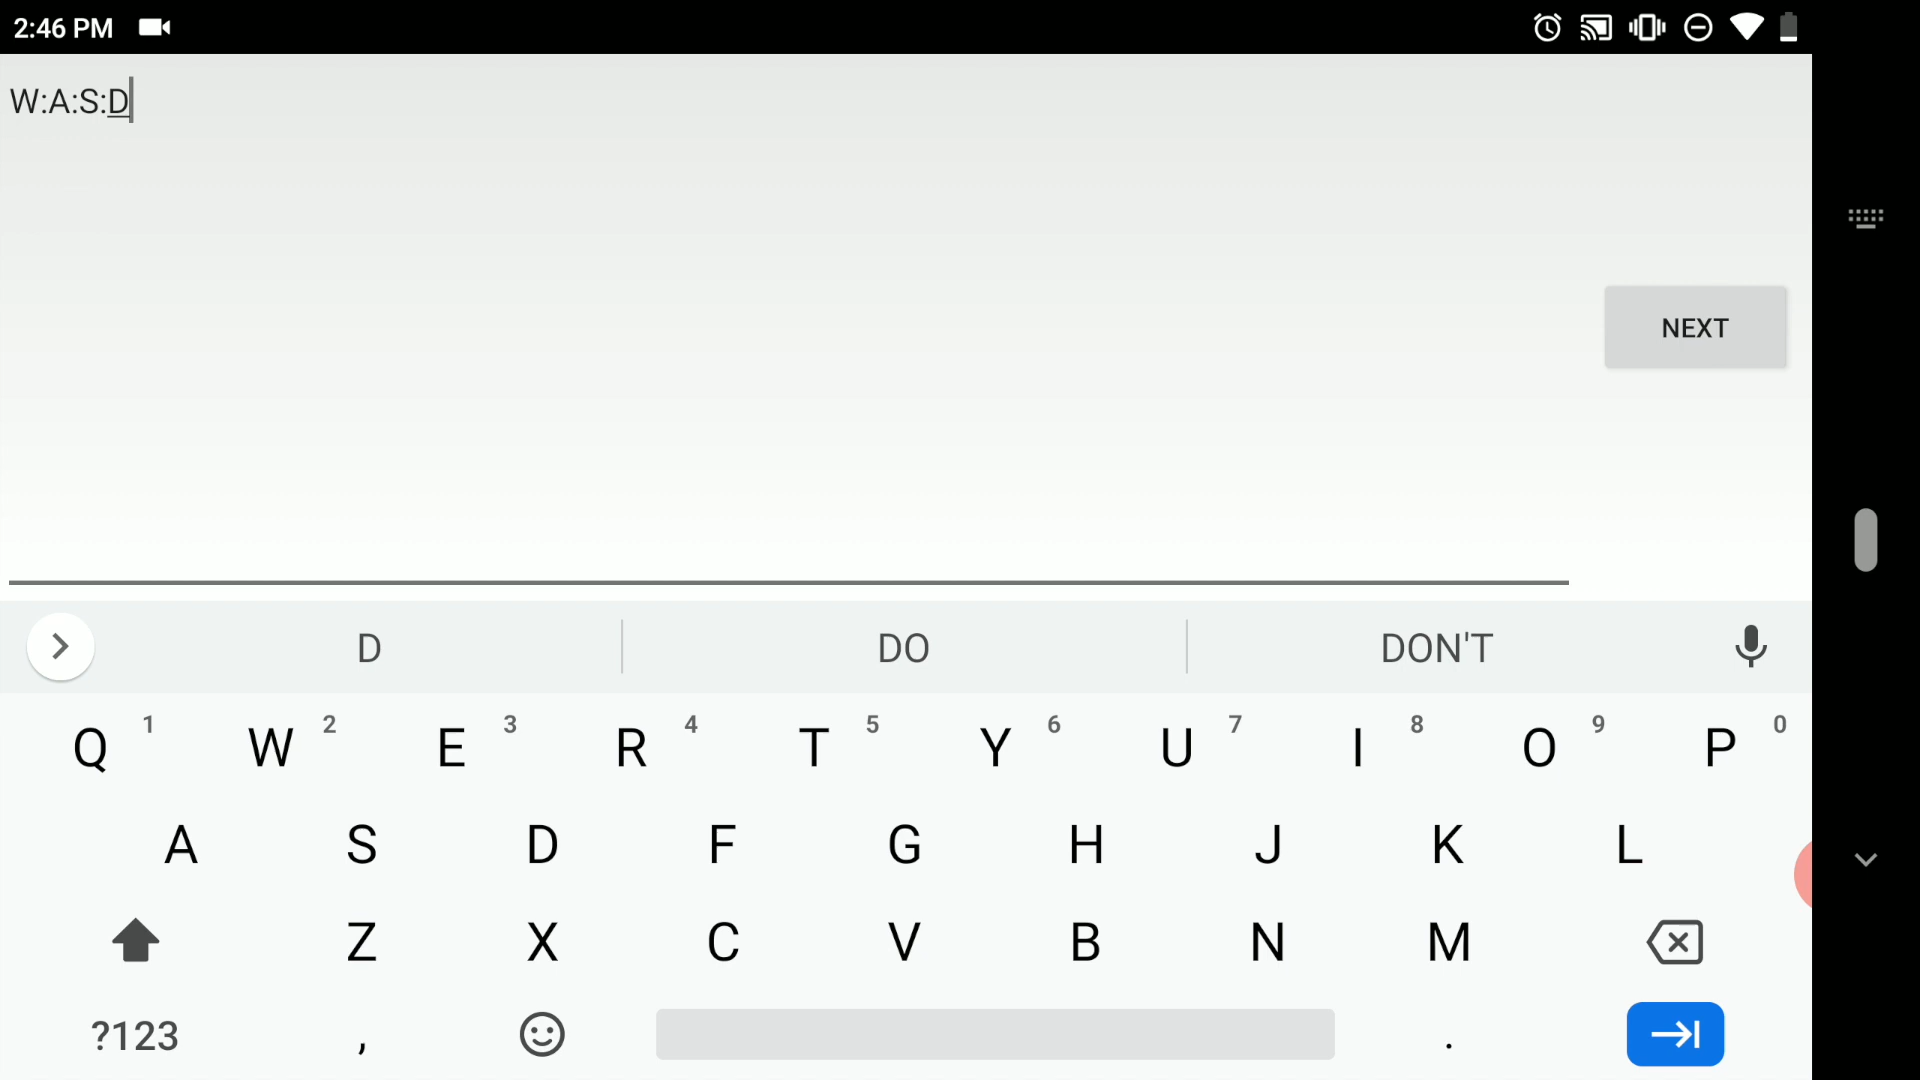 2:46 PM
W:A:S:D
NEXT
D DO DON'T
Q 1 W 2 E 3 R 4 T 5 Y 6 U 7 I 8 O 9 P 0
A S D F G H J K L
Z X C V B N M
?123 , .